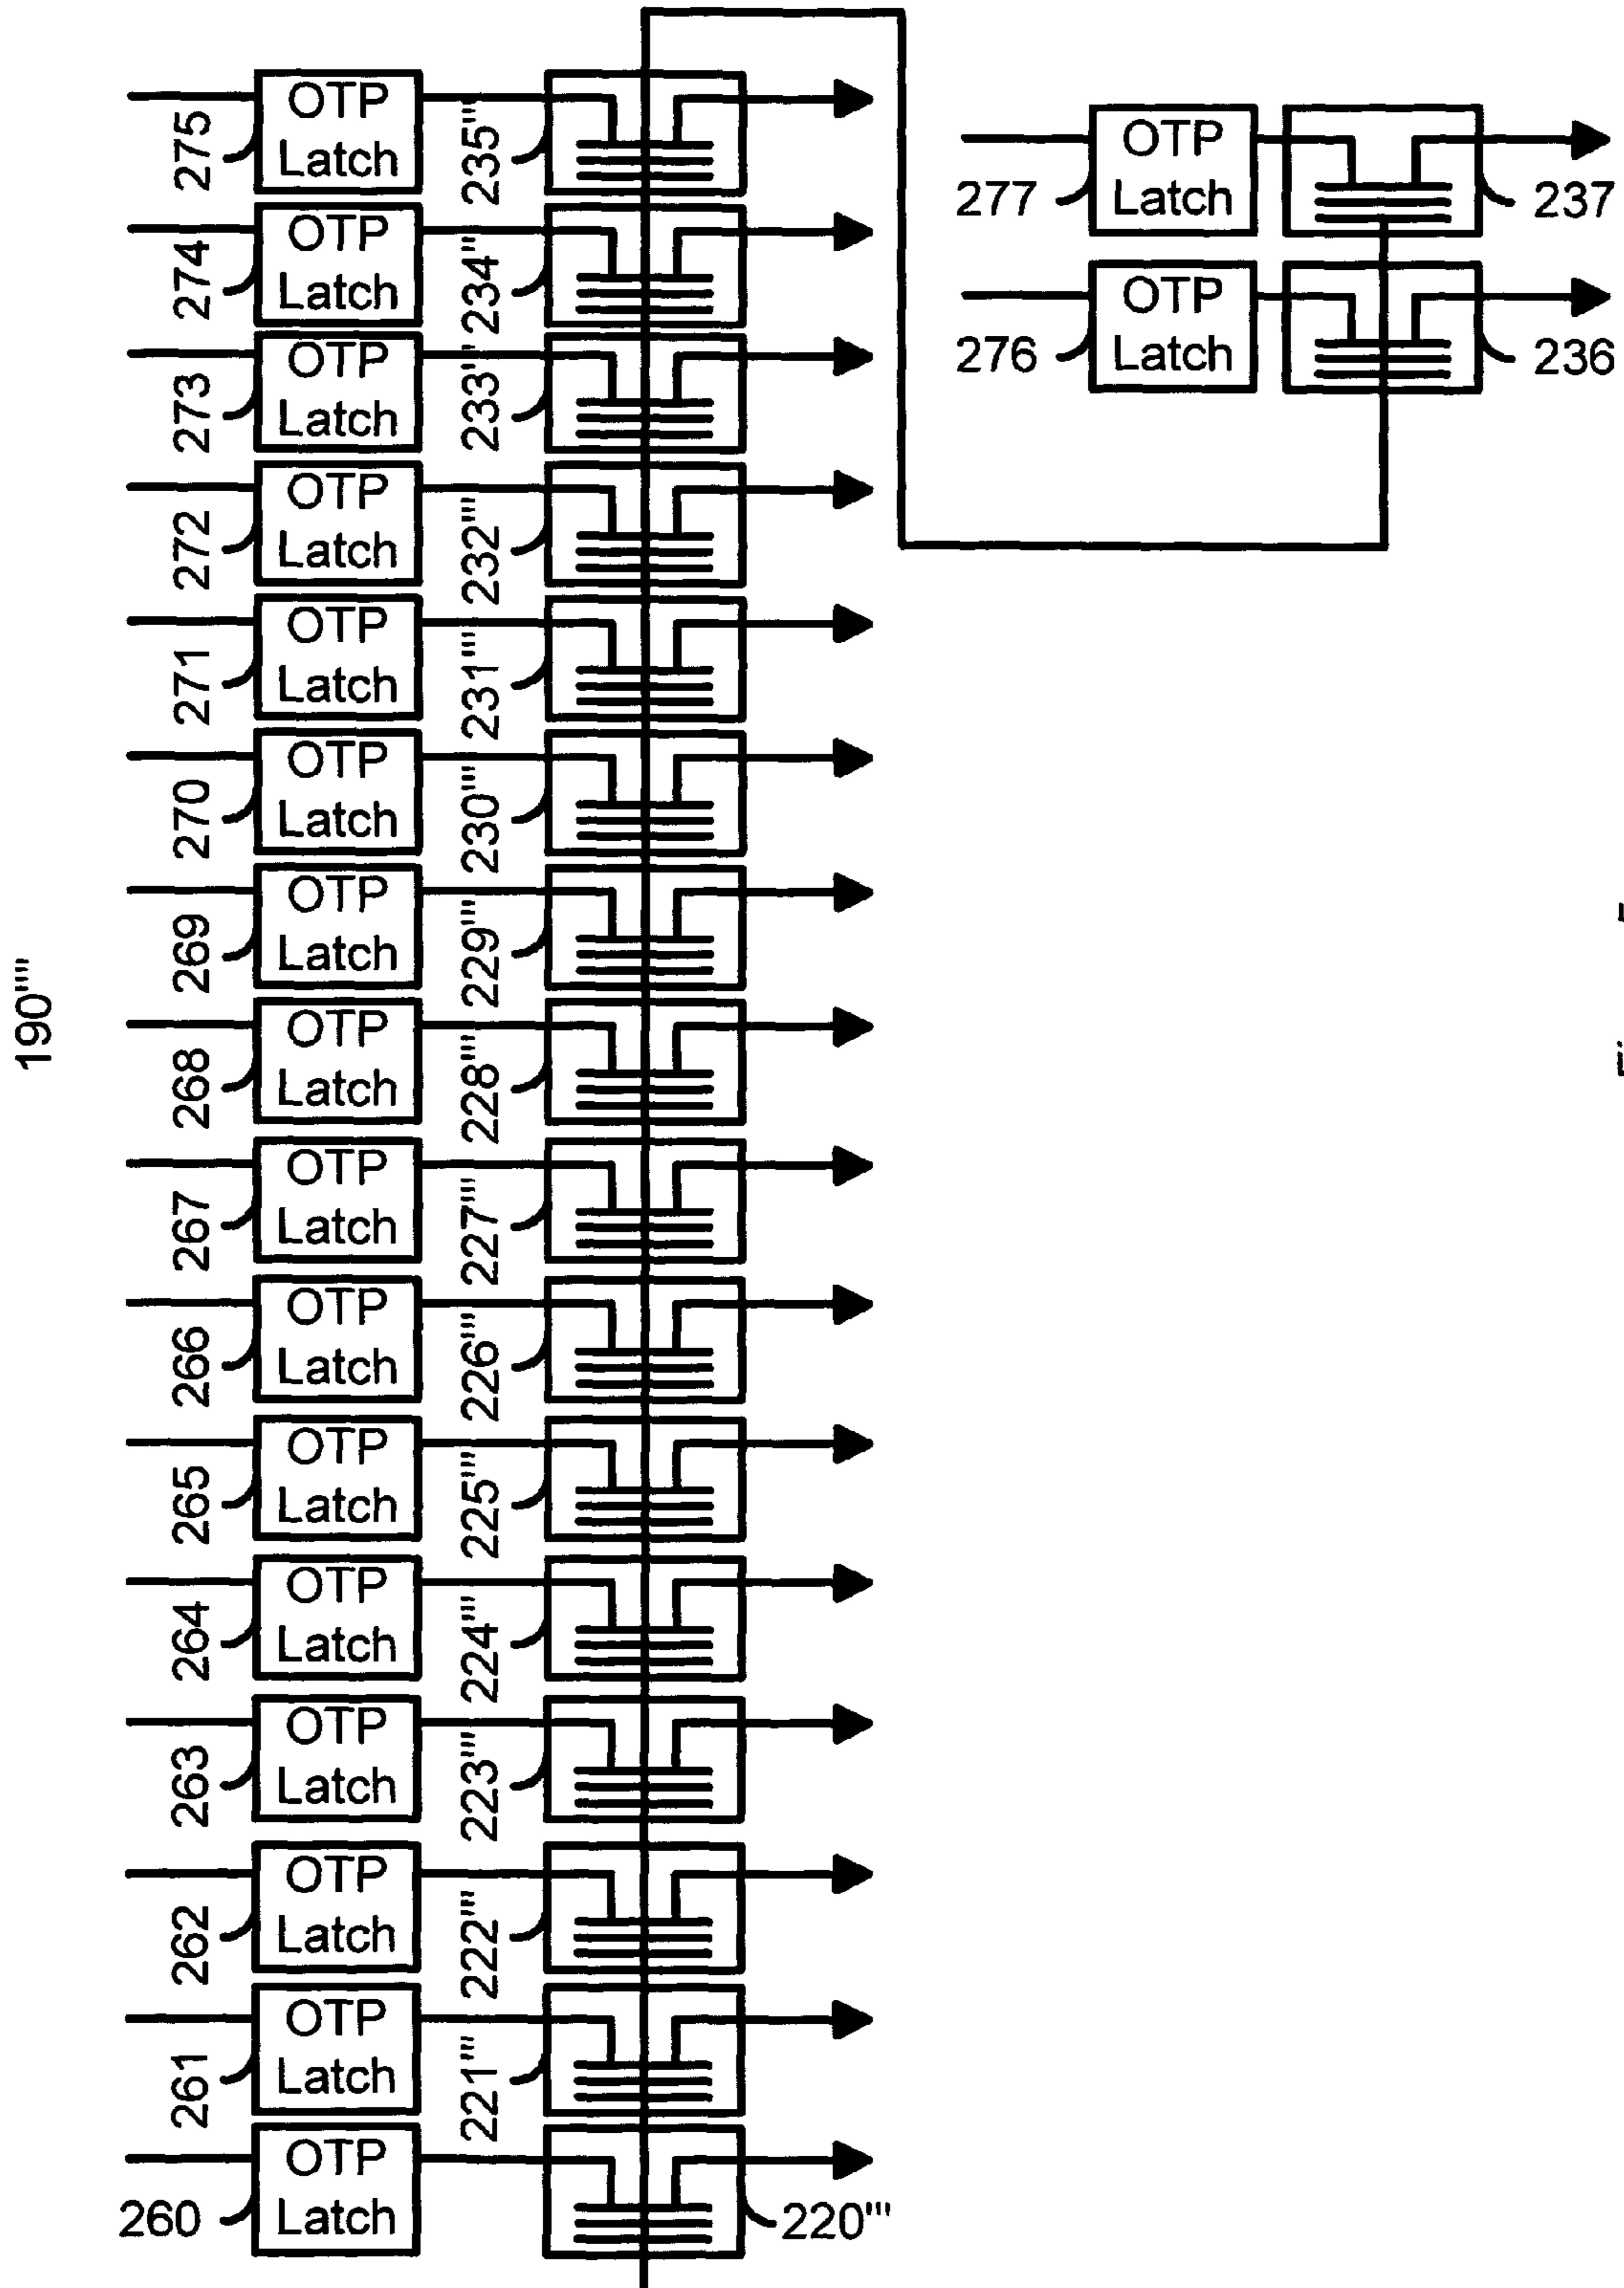 190''''
275
OTP
Latch
235'''
274
OTP
Latch
234''
273
OTP
Latch
233'''
272
OTP
Latch
232'''
271
OTP
Latch
231'''
270
OTP
Latch
230'''
269
OTP
Latch
229'''
268
OTP
Latch
228'''
267
OTP
Latch
227'''
266
OTP
Latch
226'''
265
OTP
Latch
225'''
264
OTP
Latch
224'''
263
OTP
Latch
223'''
262
OTP
Latch
222'''
261
OTP
Latch
221'''
260
OTP
Latch
220'''
277
OTP
Latch
237
276
OTP
Latch
236